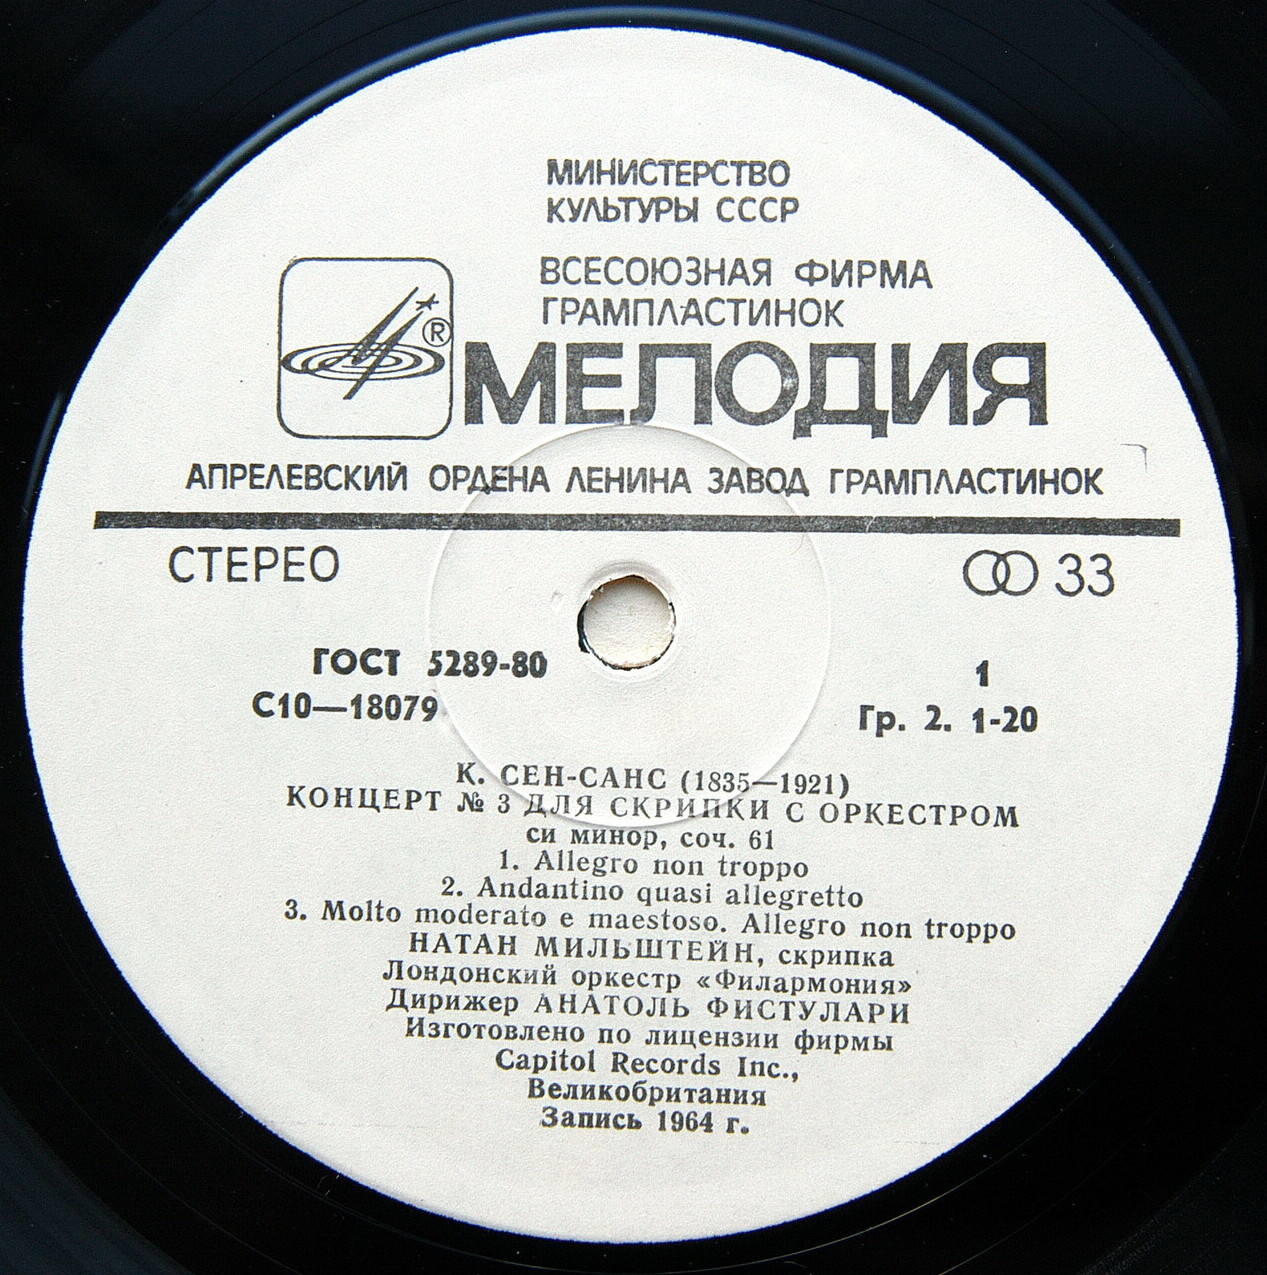 МИНИСТЕРСТВО
КУЛЬТУРЫ СССР
ВСЕСОЮЗНАЯ ФИРМА
ГРАМПЛАСТИНОК
®
МЕЛОДИЯ
АПРЕЛЕВСКИЙ ОРДЕНА ЛЕНИНА ЗАВОД ГРАМПЛАСТИНОК
СТЕРЕО 33
ГОСТ 5289-80 1
С10—18079 Гр. 2. 1-20
К. СЕН-САНС (1835—1921)
КОНЦЕРТ № 3 ДЛЯ СКРИПКИ С ОРКЕСТРОМ
си минор, соч. 61
1. Allegro non troppo
2. Andantino quasi allegretto
3. Molto moderato e maestoso. Allegro non troppo
НАТАН МИЛЬШТЕЙН, скрипка
Лондонский оркестр «Филармония»
Дирижер АНАТОЛЬ ФИСТУЛАРИ
Изготовлено по лицензии фирмы
Capitol Records Inc.,
Великобритания
Запись 1964 г.